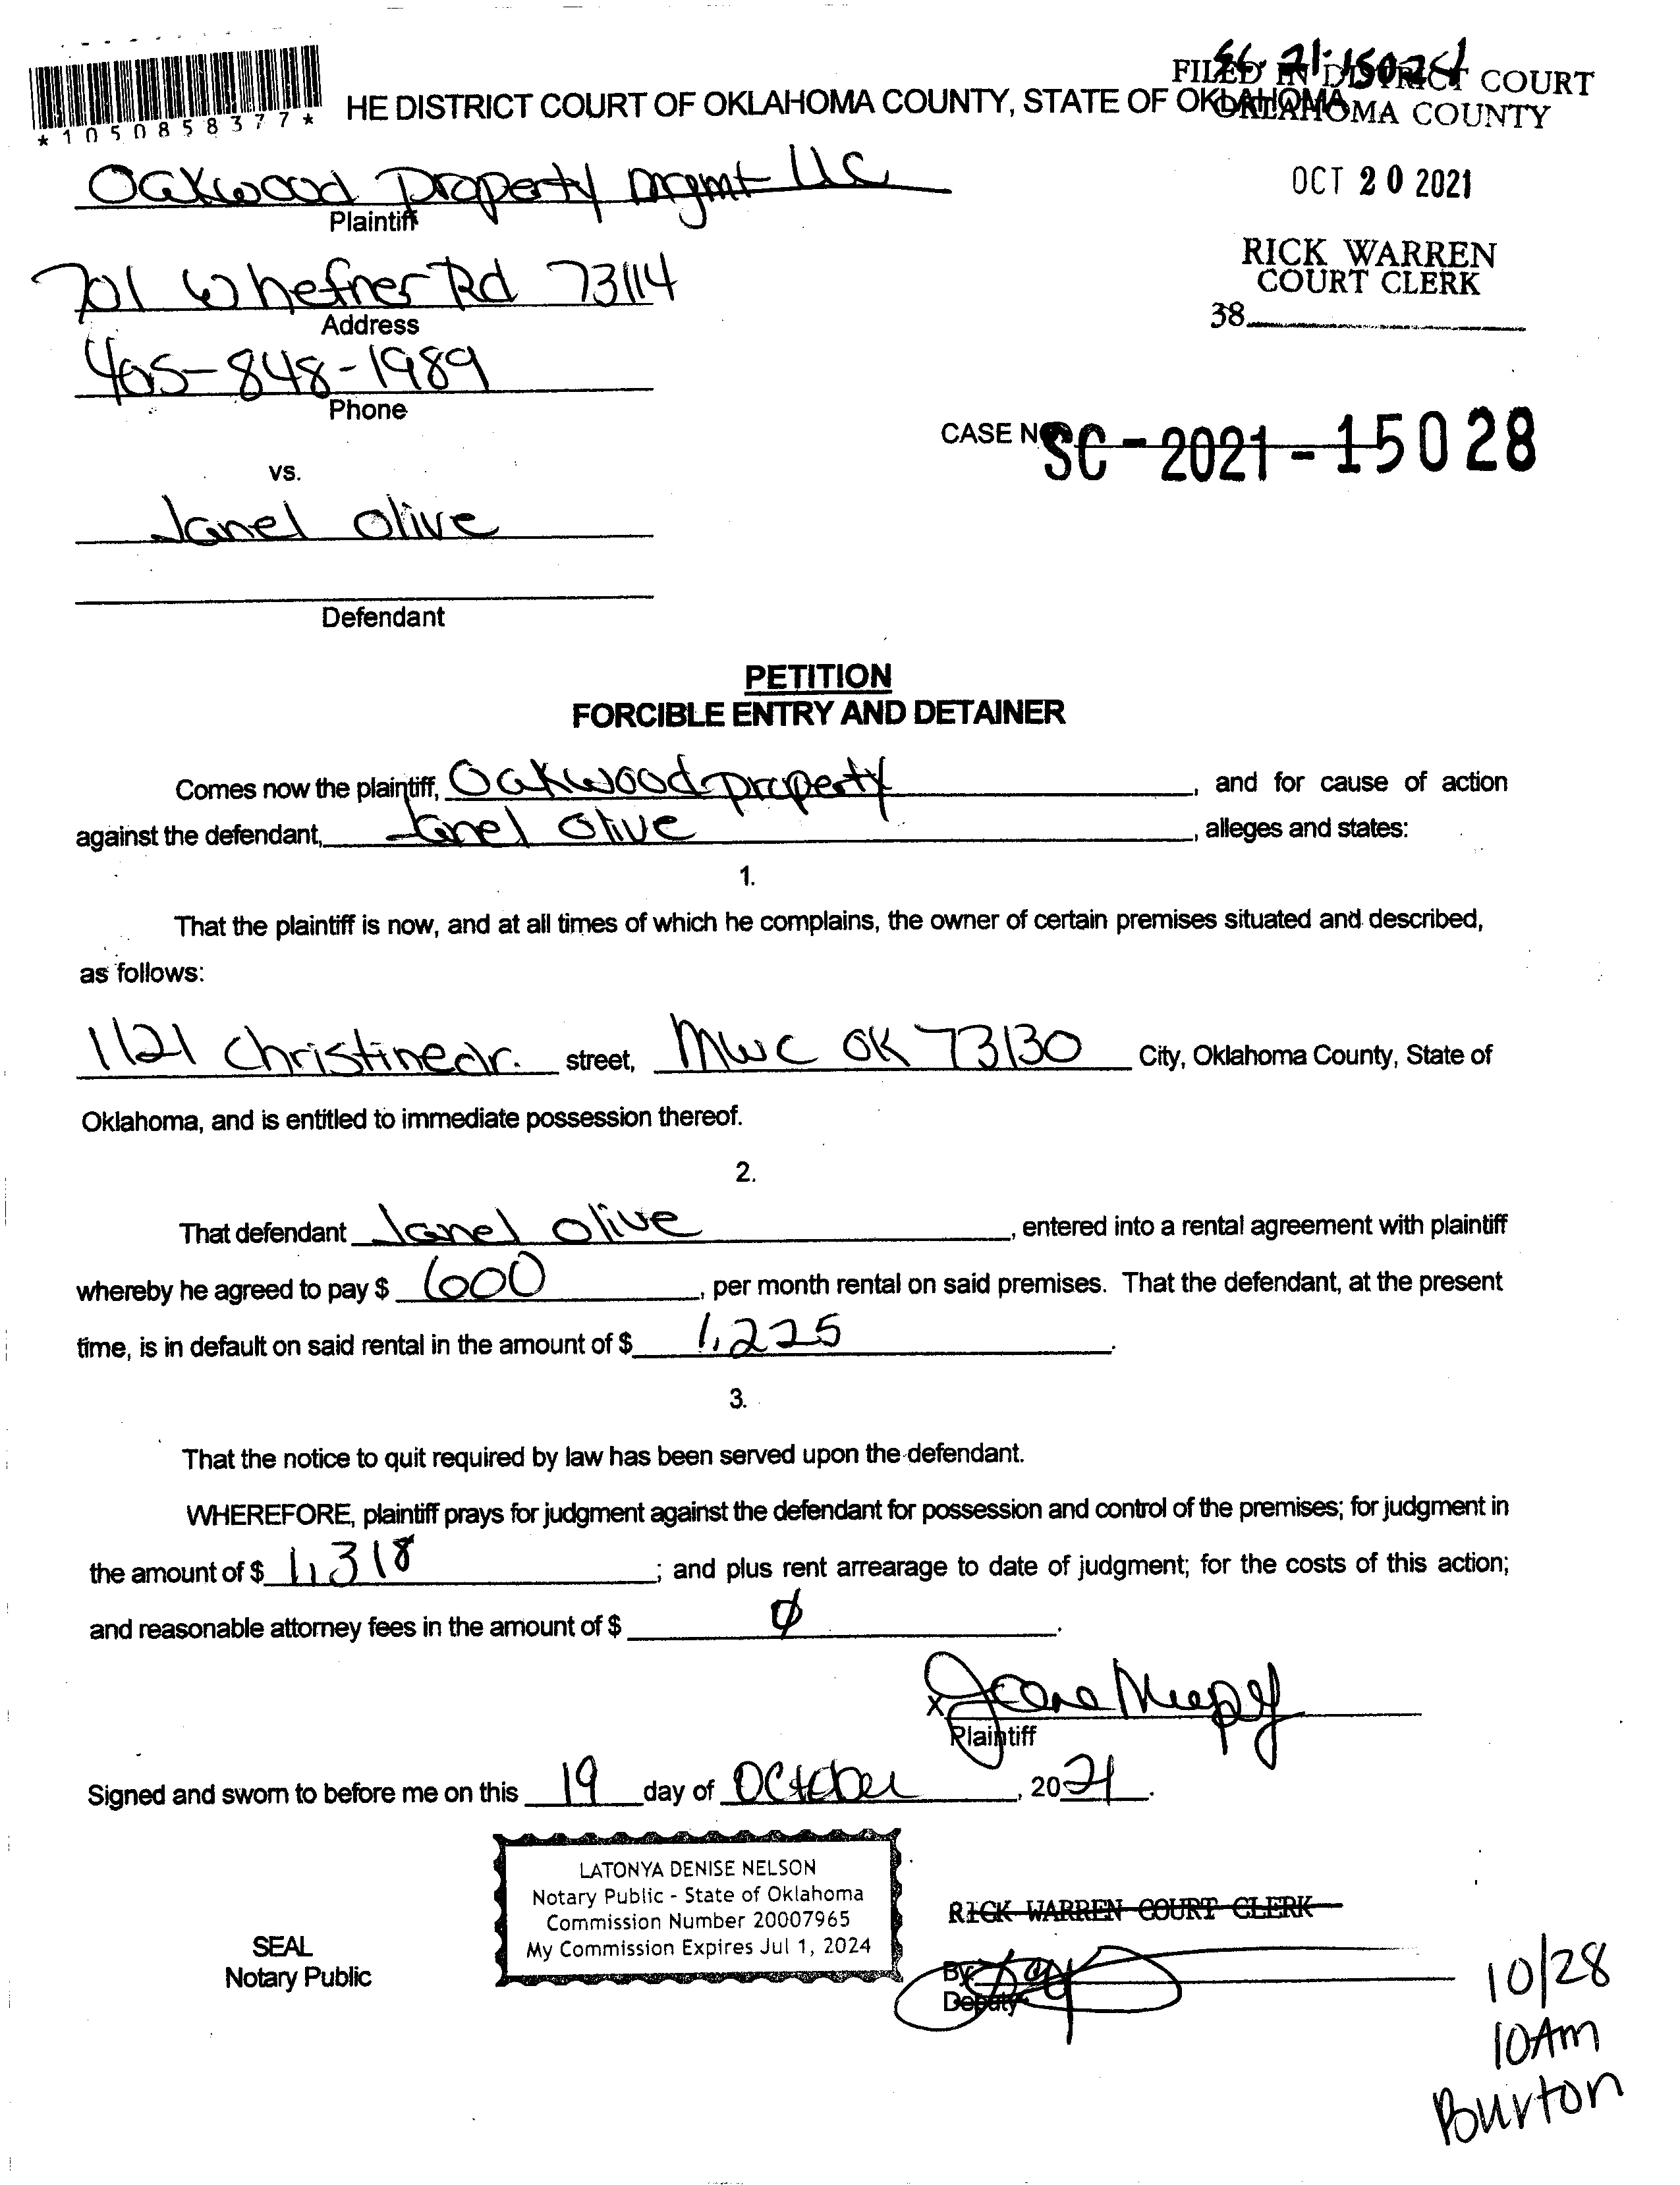 FILED IN DISTRICT COURT
HE DISTRICT COURT OF OKLAHOMA COUNTY, STATE OF OKLAHOMA
OKLAHOMA COUNTY
*1050858377*
Oakwood Property mgmt LLC
Plaintiff
OCT 20 2021
RICK WARREN
COURT CLERK
38
701 W hefner Rd 73114
Address
405-848-1989
Phone
CASE NO. SC-2021-15028
vs.
Janel Olive
Defendant
PETITION
FORCIBLE ENTRY AND DETAINER
Comes now the plaintiff, Oakwood property, and for cause of action
against the defendant, Janel Olive, alleges and states:
1.
That the plaintiff is now, and at all times of which he complains, the owner of certain premises situated and described,
as follows:
1121 Christine dr. street, MWC OK 73130 City, Oklahoma County, State of
Oklahoma, and is entitled to immediate possession thereof.
2.
That defendant Janel Olive, entered into a rental agreement with plaintiff
whereby he agreed to pay $ 600, per month rental on said premises. That the defendant, at the present
time, is in default on said rental in the amount of $ 1,225.
3.
That the notice to quit required by law has been served upon the defendant.
WHEREFORE, plaintiff prays for judgment against the defendant for possession and control of the premises; for judgment in
the amount of $ 1,318; and plus rent arrearage to date of judgment; for the costs of this action;
and reasonable attorney fees in the amount of $ Ø.
X
Plaintiff
Signed and sworn to before me on this 19 day of October, 2021.
LATONYA DENISE NELSON
Notary Public - State of Oklahoma
Commission Number 20007965
My Commission Expires Jul 1, 2024
SEAL
Notary Public
RICK WARREN COURT CLERK
By
Deputy
10/28
10Am
Burton